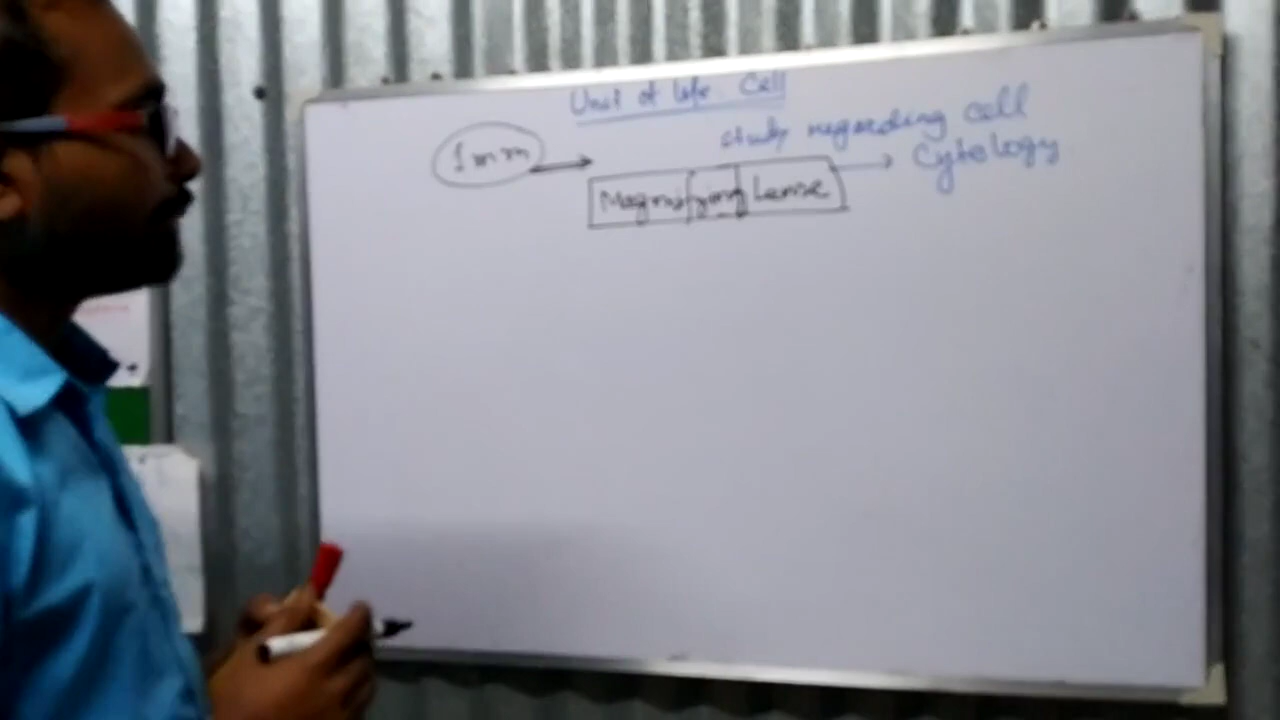 Unit of life Cell
study regarding cell
1mm → Magnifying Lense → Cytology